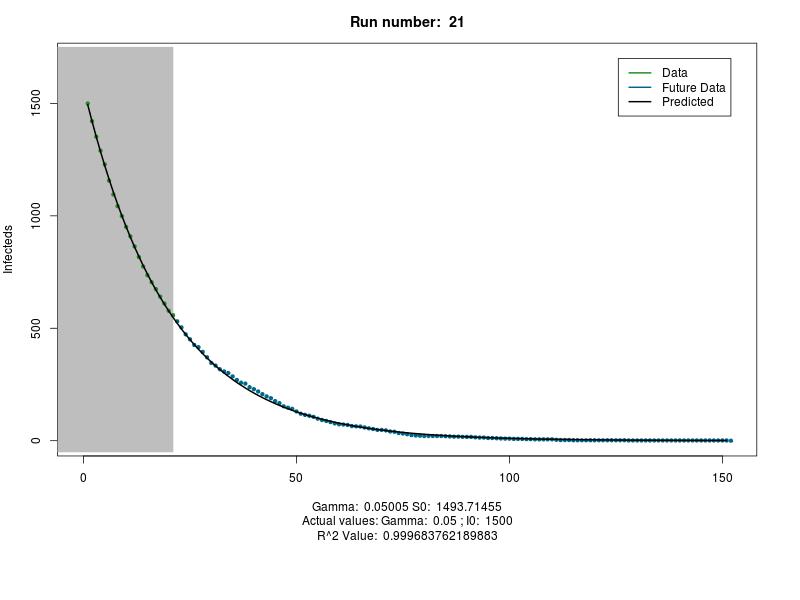 Run number: 21
Data
Future Data
Predicted
Infecteds
1500
1000
500
0
0 50 100 150
Gamma: 0.05005 S0: 1493.71455
Actual values: Gamma: 0.05 ; I0: 1500
R^2 Value: 0.999683762189883